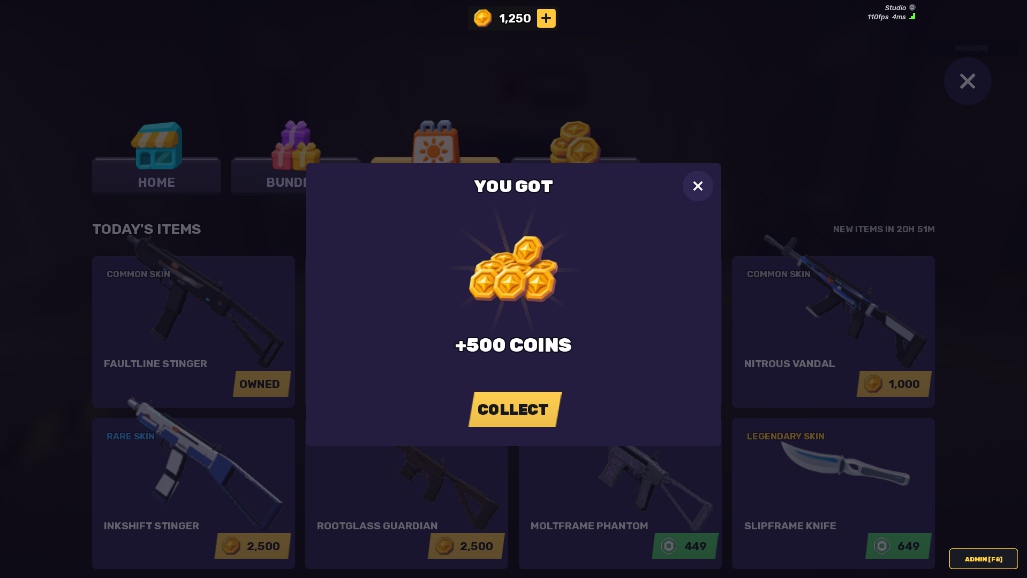 1,250 +
Studio
110fps 4ms
HOME
BUND
YOU GOT
TODAY'S ITEMS
NEW ITEMS IN 20H 51M
COMMON SKIN
FAULTLINE STINGER
OWNED
+500 COINS
COLLECT
COMMON SKIN
NITROUS VANDAL
1,000
RARE SKIN
INKSHIFT STINGER
2,500
ROOTGLASS GUARDIAN
2,500
MOLTFRAME PHANTOM
449
LEGENDARY SKIN
SLIPFRAME KNIFE
649
ADMIN [F6]